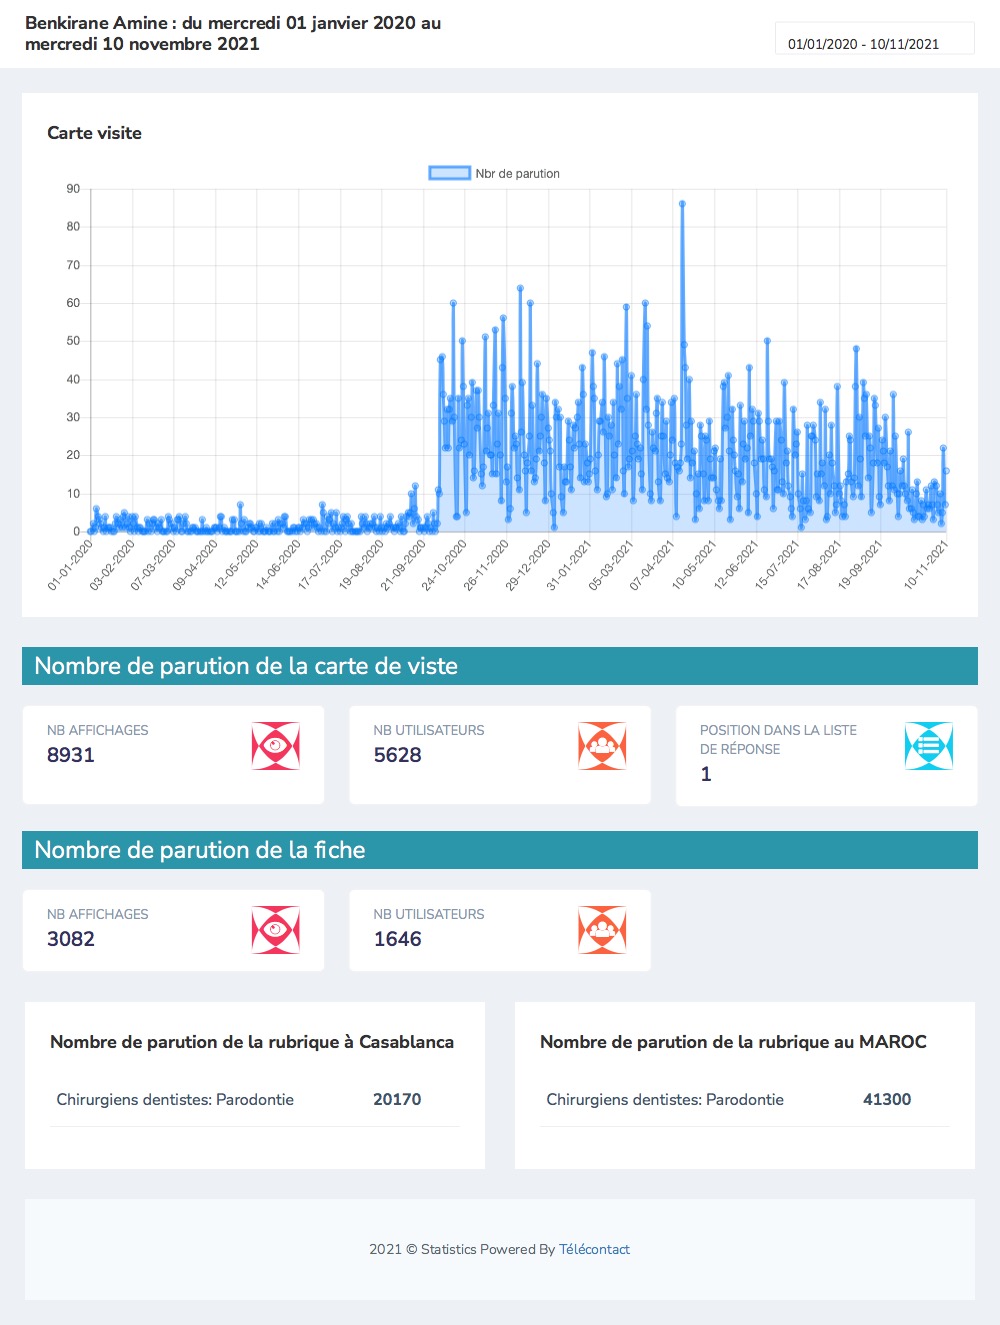 Benkirane Amine : du mercredi 01 janvier 2020 au
mercredi 10 novembre 2021
01/01/2020 - 10/11/2021
Carte visite
Nbr de parution
90
80
70
60
50
40
30
20
10
0
01-01-2020
03-02-2020
07-03-2020
09-04-2020
12-05-2020
14-06-2020
17-07-2020
19-08-2020
21-09-2020
24-10-2020
26-11-2020
29-12-2020
31-01-2021
05-03-2021
07-04-2021
10-05-2021
12-06-2021
15-07-2021
17-08-2021
19-09-2021
10-11-2021
Nombre de parution de la carte de viste
NB AFFICHAGES
8931
NB UTILISATEURS
5628
POSITION DANS LA LISTE
DE RÉPONSE
1
Nombre de parution de la fiche
NB AFFICHAGES
3082
NB UTILISATEURS
1646
Nombre de parution de la rubrique à Casablanca
Chirurgiens dentistes: Parodontie 20170
Nombre de parution de la rubrique au MAROC
Chirurgiens dentistes: Parodontie 41300
2021 © Statistics Powered By Télécontact